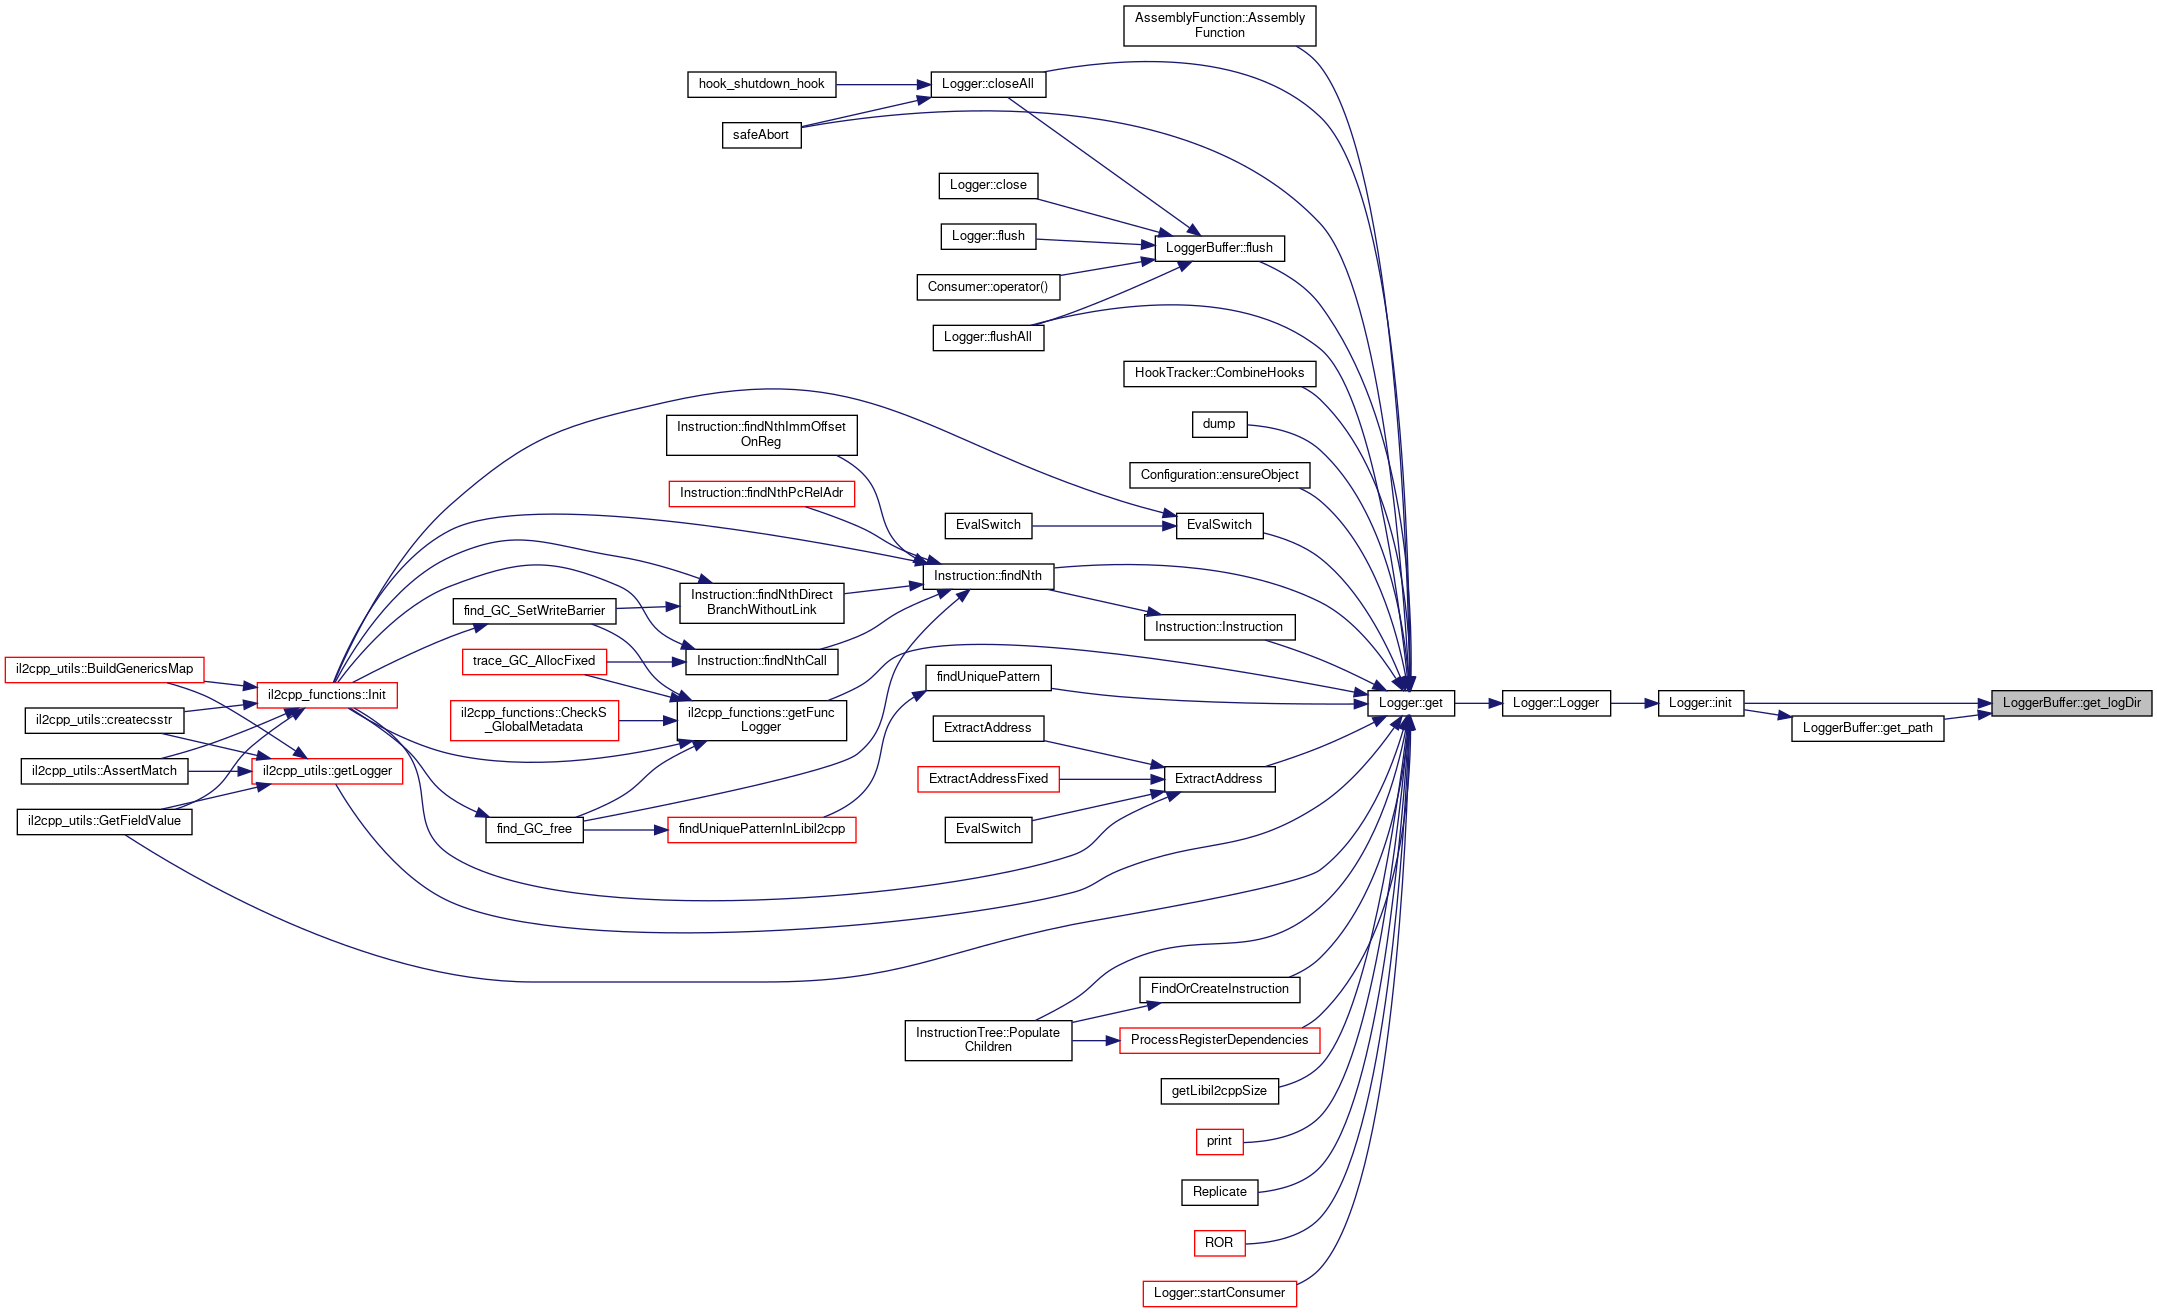 AssemblyFunction::Assembly
Function
hook_shutdown_hook
Logger::closeAll
safeAbort
Logger::close
Logger::flush
LoggerBuffer::flush
Consumer::operator()
Logger::flushAll
HookTracker::CombineHooks
Instruction::findNthImmOffset
OnReg
dump
Configuration::ensureObject
Instruction::findNthPcRelAdr
EvalSwitch
EvalSwitch
Instruction::findNth
Instruction::findNthDirect
BranchWithoutLink
find_GC_SetWriteBarrier
Instruction::Instruction
trace_GC_AllocFixed
Instruction::findNthCall
il2cpp_utils::BuildGenericsMap
findUniquePattern
il2cpp_functions::Init
Logger::get
Logger::Logger
Logger::init
LoggerBuffer::get_logDir
il2cpp_functions::CheckS
_GlobalMetadata
il2cpp_functions::getFunc
Logger
il2cpp_utils::createcsstr
ExtractAddress
LoggerBuffer::get_path
il2cpp_utils::AssertMatch
il2cpp_utils::getLogger
ExtractAddressFixed
ExtractAddress
il2cpp_utils::GetFieldValue
find_GC_free
findUniquePatternInLibil2cpp
EvalSwitch
FindOrCreateInstruction
InstructionTree::Populate
Children
ProcessRegisterDependencies
getLibil2cppSize
print
Replicate
ROR
Logger::startConsumer